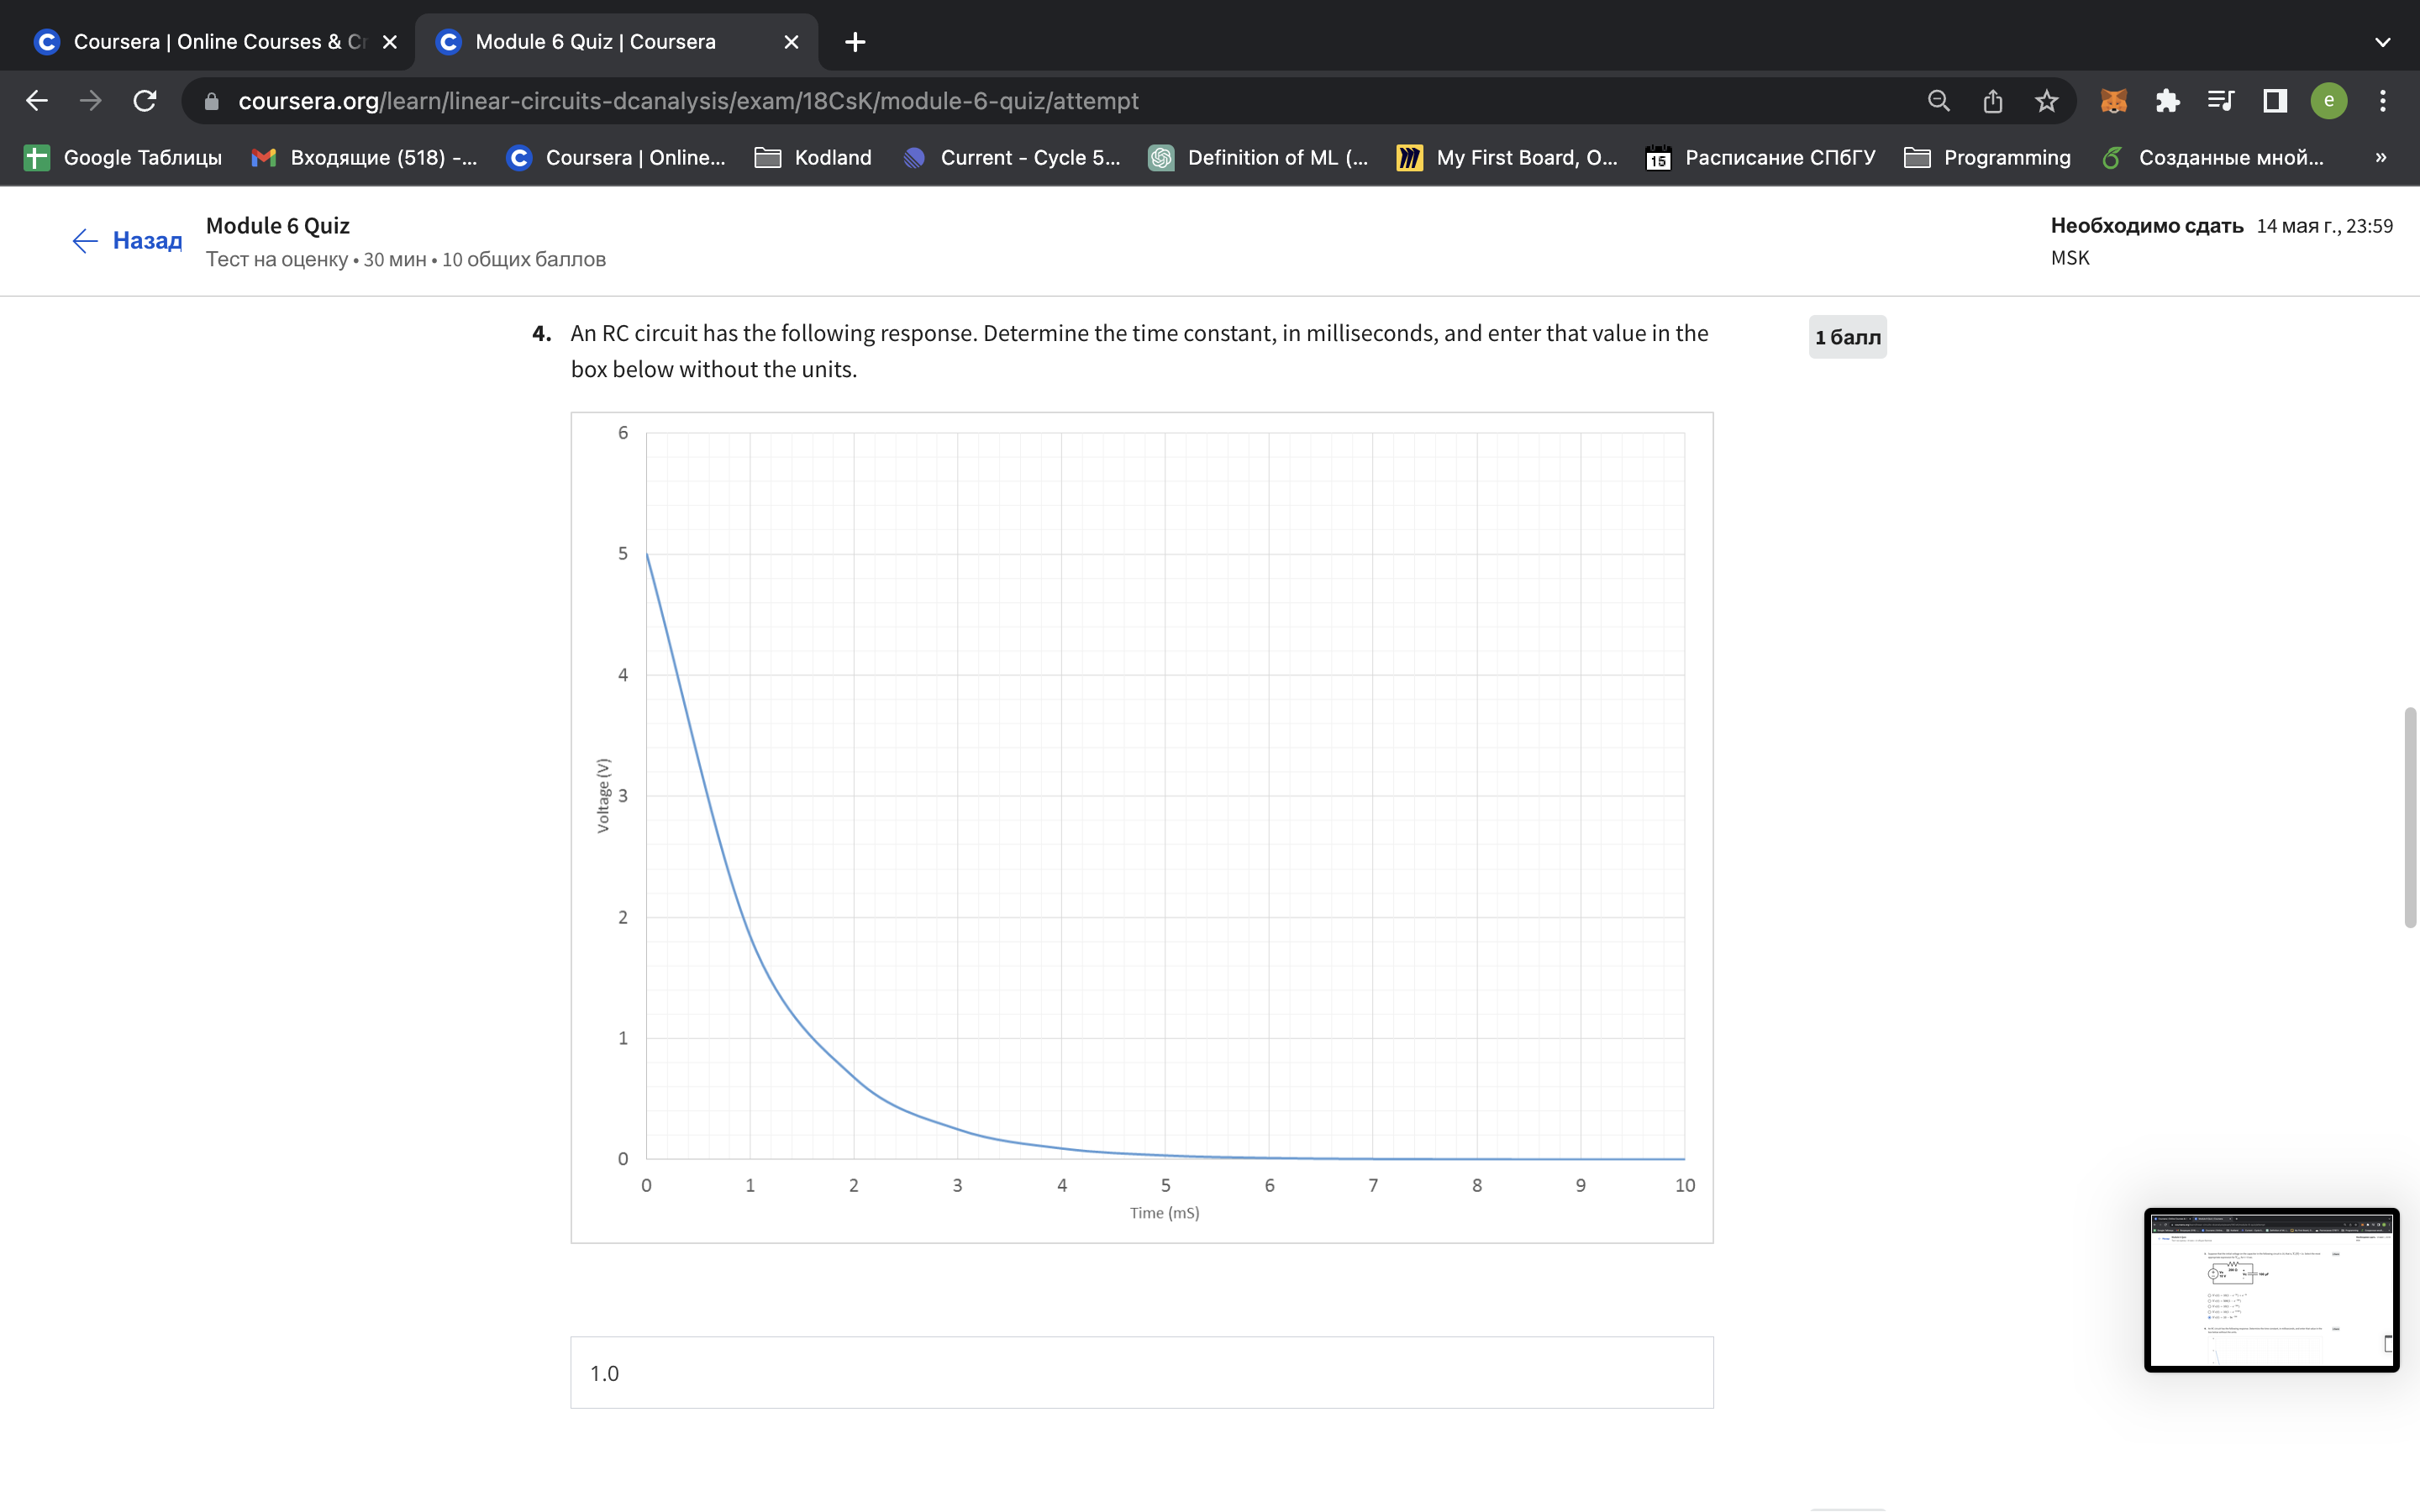 Coursera | Online Courses & Cr
Module 6 Quiz | Coursera
coursera.org/learn/linear-circuits-dcanalysis/exam/18CsK/module-6-quiz/attempt
e
Google Таблицы
Входящие (518) -...
Coursera | Online...
Kodland
Current - Cycle 5...
Definition of ML (...
My First Board, O...
15
Расписание СПбГУ
Programming
Созданные мной...
»
Назад
Module 6 Quiz
Тест на оценку • 30 мин • 10 общих баллов
Необходимо сдать 14 мая г., 23:59
MSK
4. An RC circuit has the following response. Determine the time constant, in milliseconds, and enter that value in the
box below without the units.
1 балл
6
5
4
3
2
1
0
Voltage (V)
0 1 2 3 4 5 6 7 8 9 10
Time (mS)
1.0